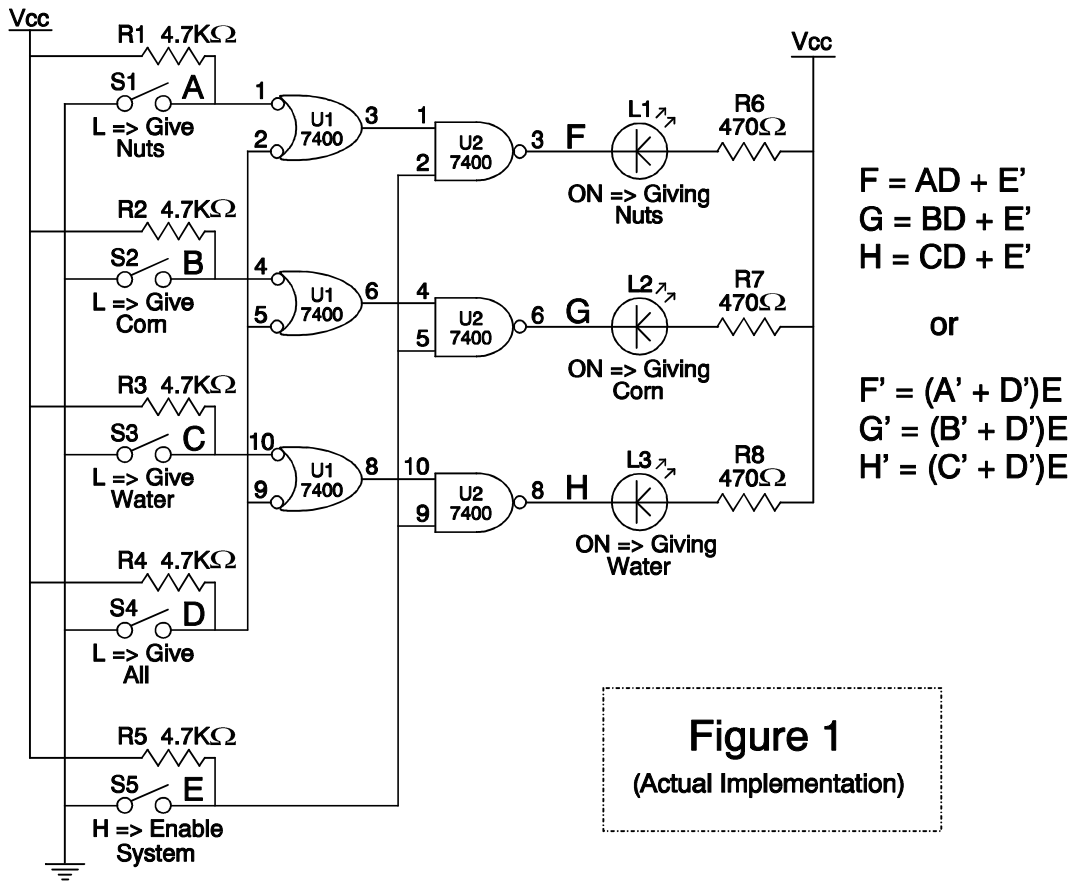 Vcc
R1 4.7KΩ
S1
A
L => Give
Nuts
1
2
U1
7400
3
1
2
U2
7400
3
F
L1
ON => Giving
Nuts
Vcc
R6
470Ω
R2 4.7KΩ
S2
B
L => Give
Corn
4
5
U1
7400
6
4
5
U2
7400
6
G
L2
ON => Giving
Corn
R7
470Ω
R3 4.7KΩ
S3
C
L => Give
Water
10
9
U1
7400
8
10
9
U2
7400
8
H
L3
ON => Giving
Water
R8
470Ω
R4 4.7KΩ
S4
D
L => Give
All
R5 4.7KΩ
S5
E
H => Enable
System
F = AD + E'
G = BD + E'
H = CD + E'
or
F' = (A' + D')E
G' = (B' + D')E
H' = (C' + D')E
Figure 1
(Actual Implementation)